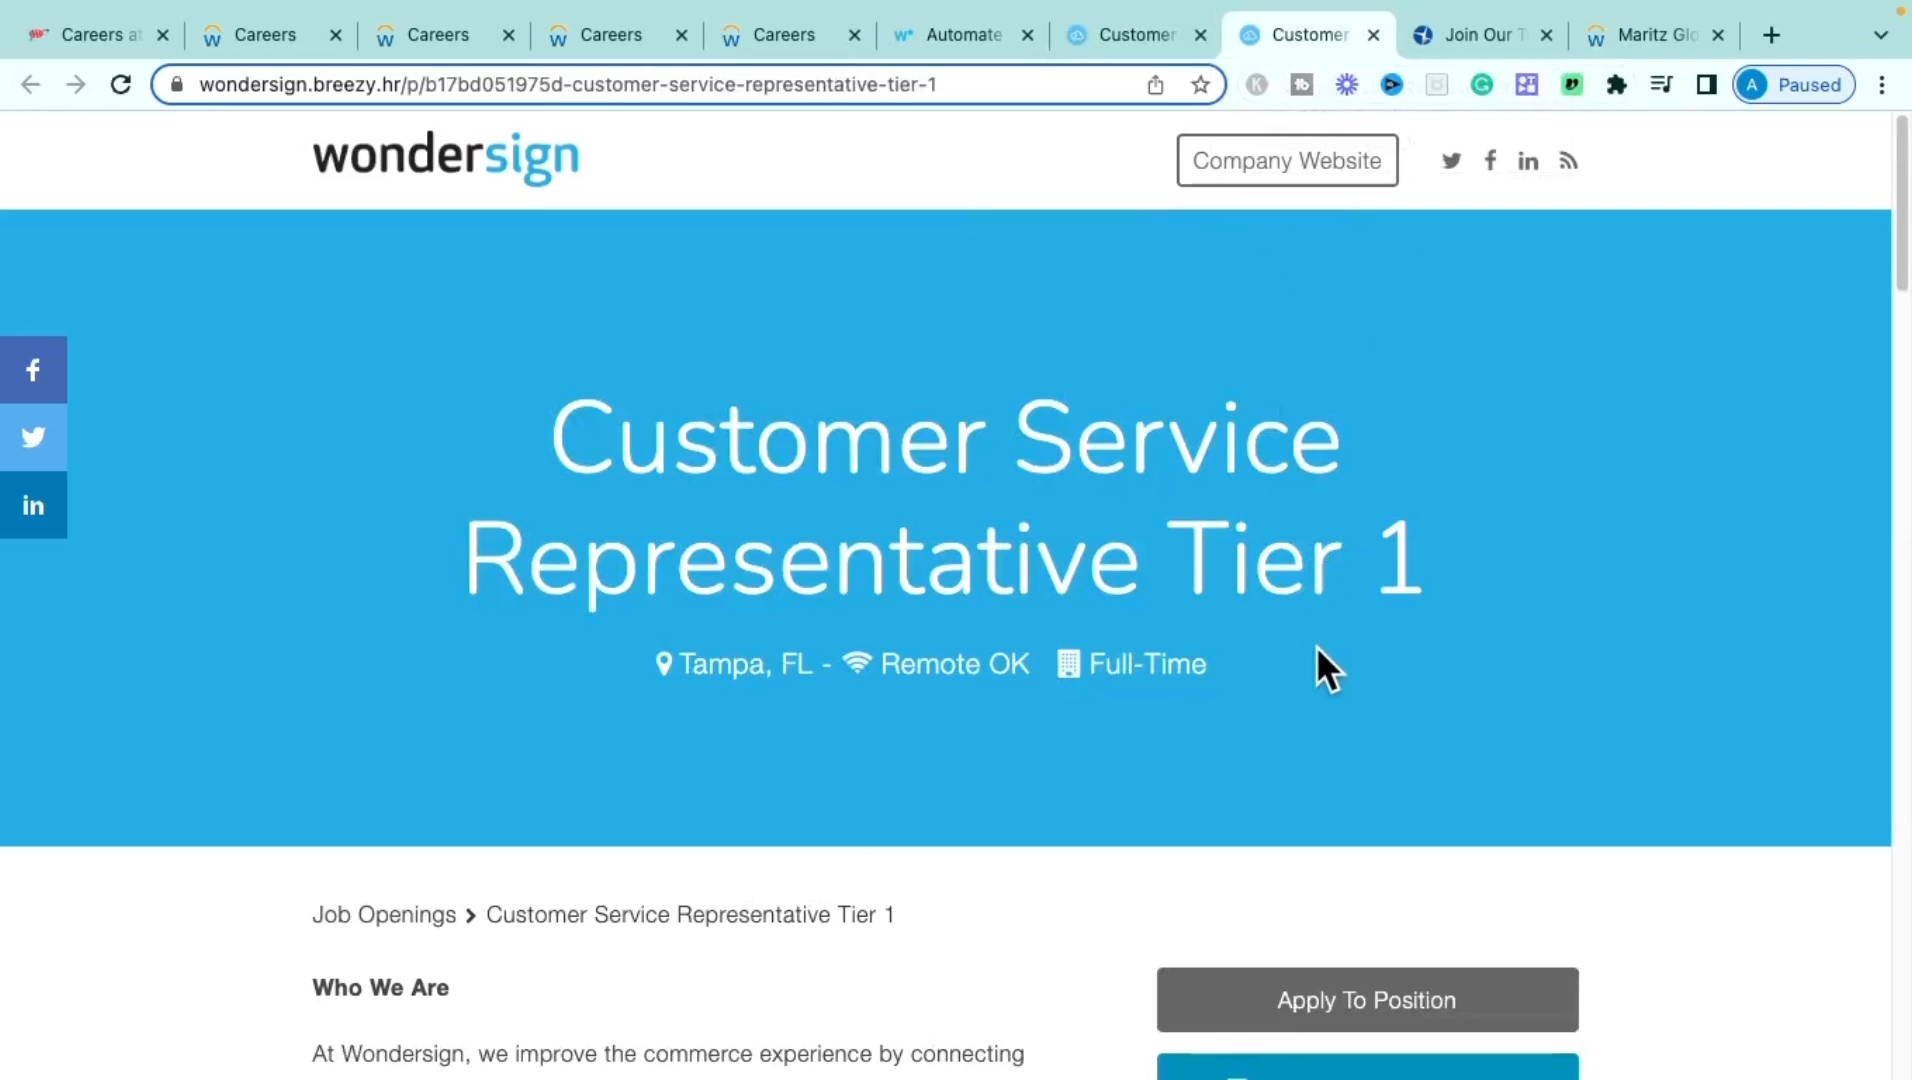 Careers at
Careers
Careers
Careers
Careers
Automate
Customer
Customer
Join Our T
Maritz Glo
wondersign.breezy.hr/p/b17bd051975d-customer-service-representative-tier-1
A Paused
wondersign
Company Website
Customer Service
Representative Tier 1
Tampa, FL - Remote OK Full-Time
Job Openings > Customer Service Representative Tier 1
Who We Are
Apply To Position
At Wondersign, we improve the commerce experience by connecting